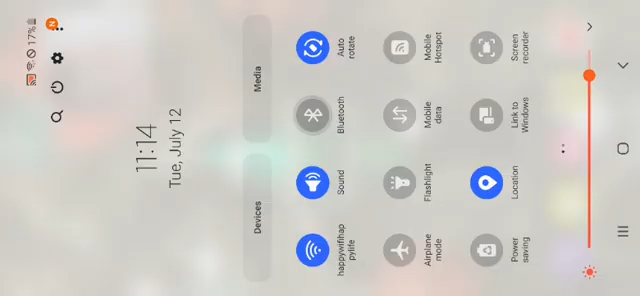 17%
N
11:14
Tue, July 12
Devices
Media
happywifihap
pylife
Sound
Bluetooth
Auto
rotate
Airplane
mode
Flashlight
Mobile
data
Mobile
Hotspot
Power
saving
Location
Link to
Windows
Screen
recorder